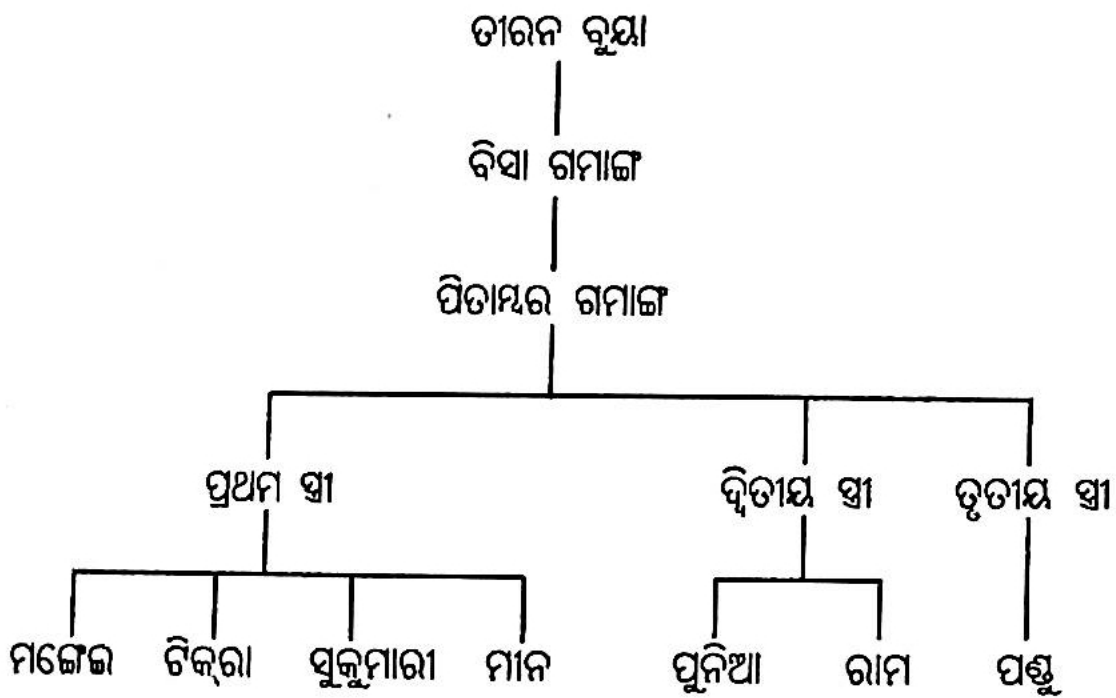 ତୀରନ ବୁୟା
ବିସା ଗମାଙ୍ଗ
ପିତାମ୍ବର ଗମାଙ୍ଗ
ପ୍ରଥମ ସ୍ତ୍ରୀ ଦ୍ୱିତୀୟ ସ୍ତ୍ରୀ ତୃତୀୟ ସ୍ତ୍ରୀ
ମଙ୍ଗେଇ ଟିକ୍‌ରା ସୁକୁମାରୀ ମୀନ ପୁନିଆ ରାମ ପଣ୍ଡୁ